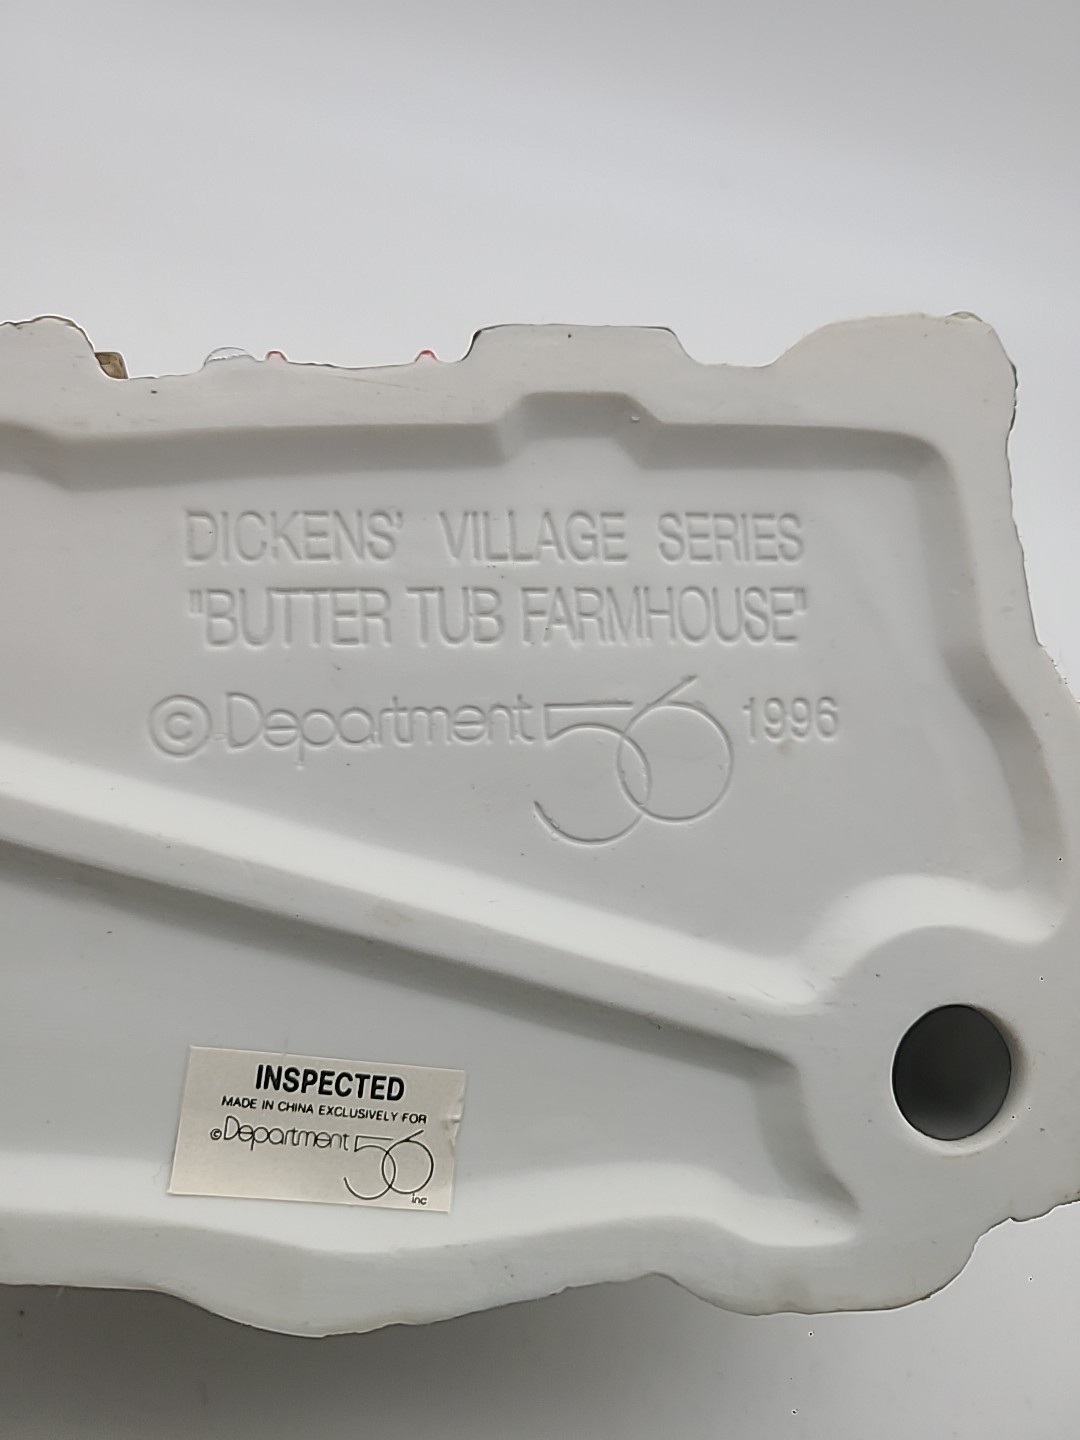 DICKENS' VILLAGE SERIES
"BUTTER TUB FARMHOUSE"
© Department 56 1996
INSPECTED
MADE IN CHINA EXCLUSIVELY FOR
© Department 56 inc